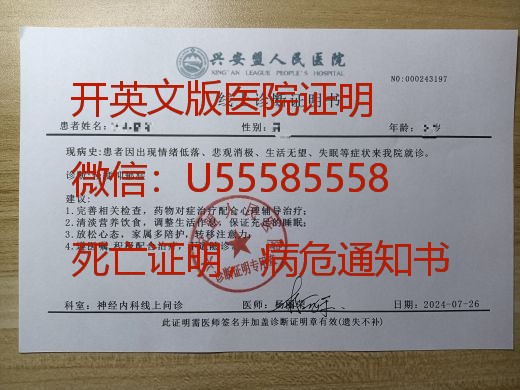 兴安盟人民医院
XING'AN LEAGUE PEOPLE'S HOSPITAL
NO:000243197
开英文版医院证明
诊断证明书
患者姓名:
性别:
年龄:
现病史:患者因出现情绪低落、悲观消极、生活无望、失眠等症状来我院就诊。
微信：U55585558
建议:
1.完善相关检查，药物对症治疗配合心理辅导治疗;
2.清淡营养饮食，调整生活作息，保证充足的睡眠;
3.放松心态，家属多陪护，转移注意力;
死亡证明、病危通知书
诊断证明专用章
科室: 神经内科线上问诊
医师:
日期: 2024-07-26
此证明需医师签名并加盖诊断证明章有效(遗失不补)